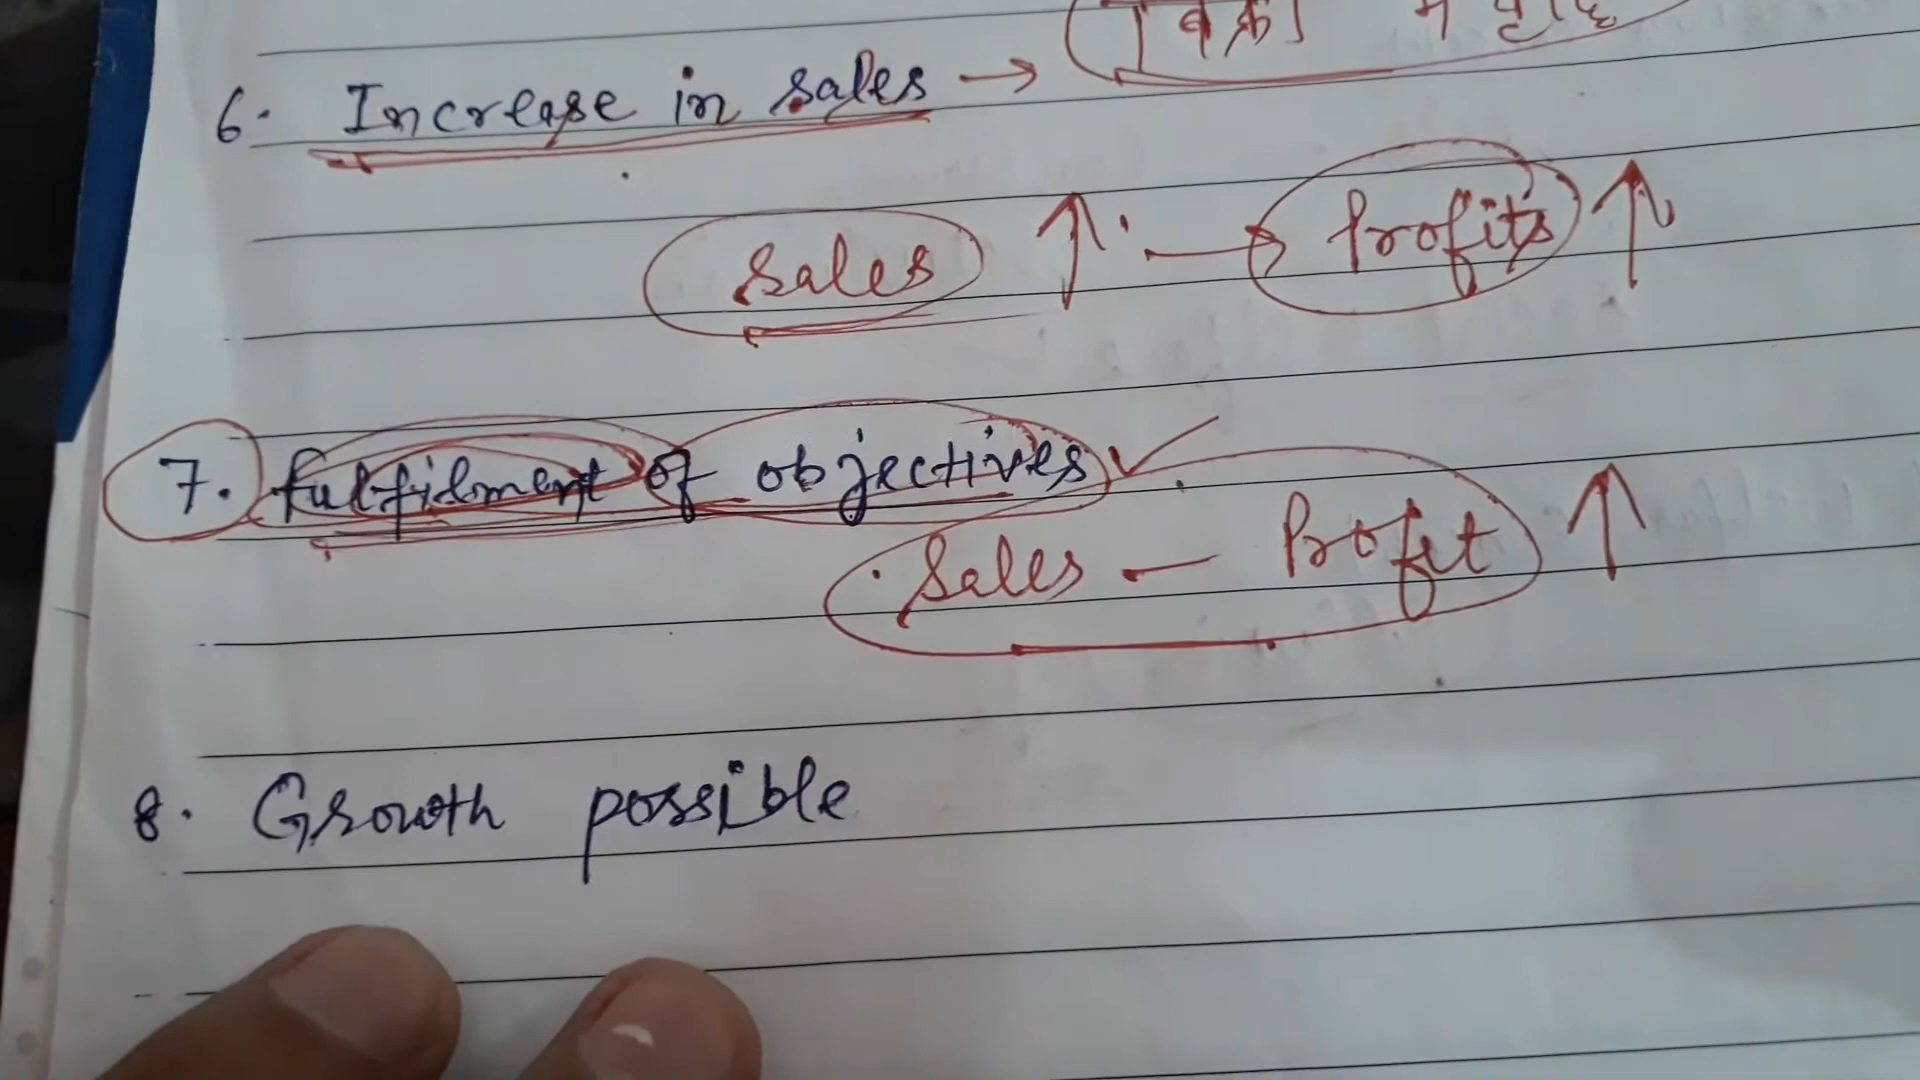 6. Increase in sales →
Sales ↑ → Profits ↑
7. fulfilment of objectives ✓
Sales — Profit ↑
8. Growth possible